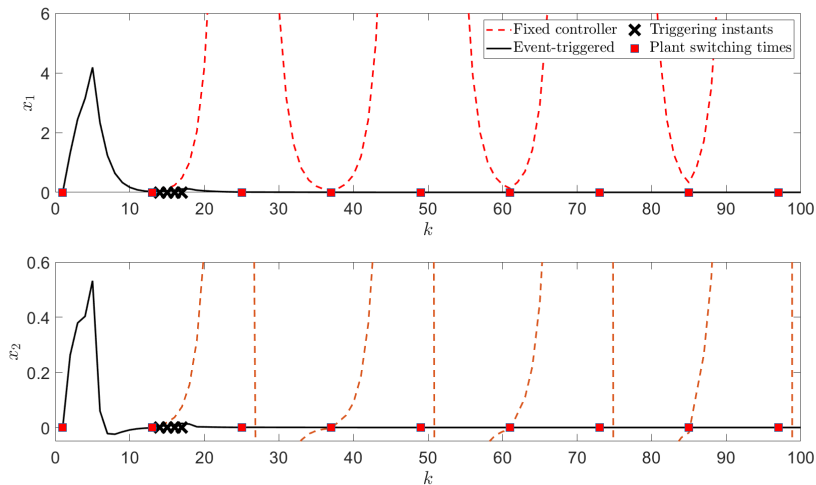 6
4
2
0
x₁
Fixed controller
Event-triggered
Triggering instants
Plant switching times
0 10 20 30 40 50 60 70 80 90 100
k
0.6
0.4
0.2
0
x₂
0 10 20 30 40 50 60 70 80 90 100
k